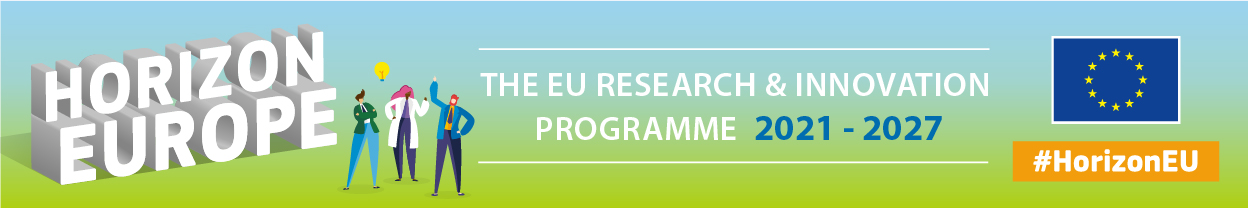 HORIZON
EUROPE
THE EU RESEARCH & INNOVATION
PROGRAMME 2021 - 2027
#HorizonEU